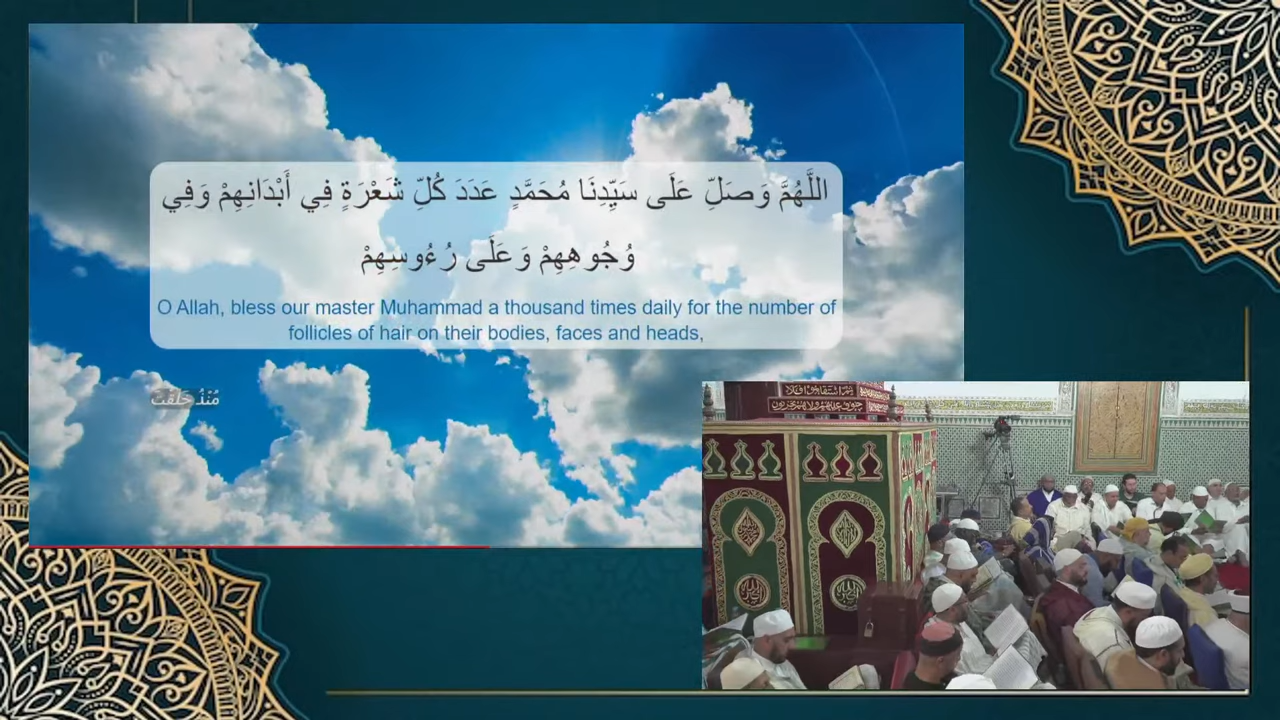 اللَّهُمَّ وَصَلِّ عَلَى سَيِّدِنَا مُحَمَّدٍ عَدَدَ كُلِّ شَعْرَةٍ فِي أَبْدَانِهِمْ وَفِي
وُجُوهِهِمْ وَعَلَى رُءُوسِهِمْ
O Allah, bless our master Muhammad a thousand times daily for the number of
follicles of hair on their bodies, faces and heads,
مُنْذُ خَلَقْتَ